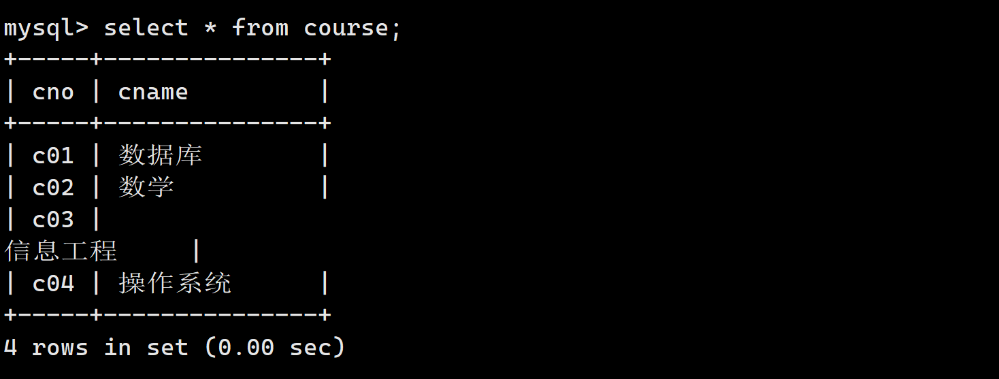 mysql> select * from course;
+-----+---------------+
| cno | cname         |
+-----+---------------+
| c01 | 数据库        |
| c02 | 数学          |
| c03 |
信息工程     |
| c04 | 操作系统      |
+-----+---------------+
4 rows in set (0.00 sec)